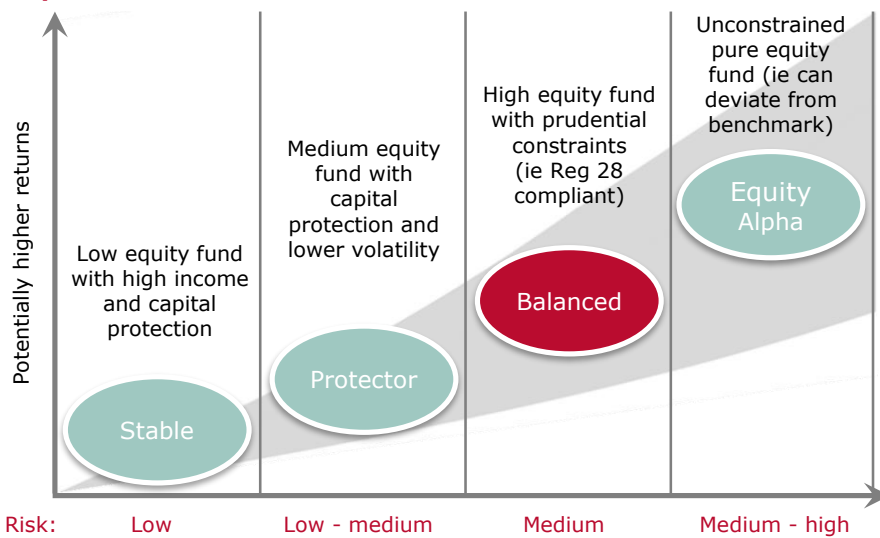 Potentially higher returns
Low equity fund
with high income
and capital
protection
Stable
Medium equity
fund with
capital
protection and
lower volatility
Protector
High equity fund
with prudential
constraints
(ie Reg 28
compliant)
Balanced
Unconstrained
pure equity
fund (ie can
deviate from
benchmark)
Equity
Alpha
Risk:
Low
Low - medium
Medium
Medium - high